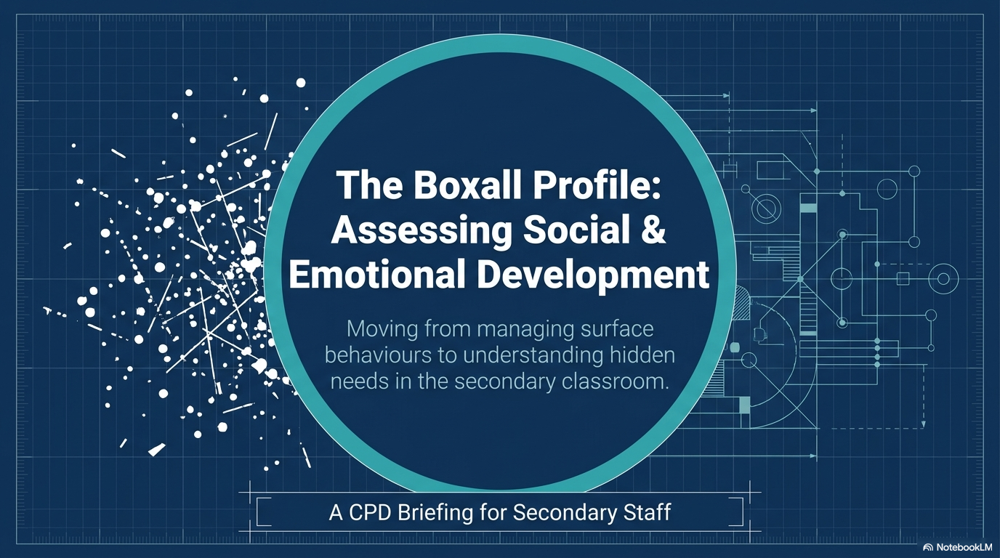 The Boxall Profile:
Assessing Social &
Emotional Development
Moving from managing surface
behaviours to understanding hidden
needs in the secondary classroom.
A CPD Briefing for Secondary Staff
NotebookLM